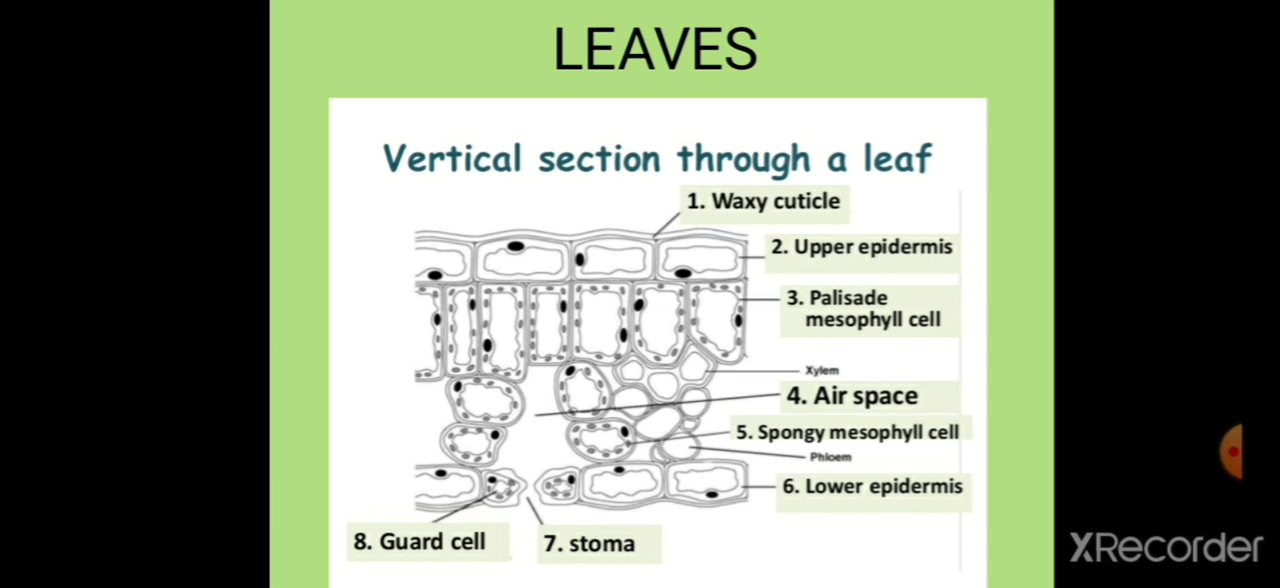 LEAVES
Vertical section through a leaf
1. Waxy cuticle
2. Upper epidermis
3. Palisade
mesophyll cell
Xylem
4. Air space
5. Spongy mesophyll cell
Phloem
6. Lower epidermis
8. Guard cell
7. stoma
XRecorder